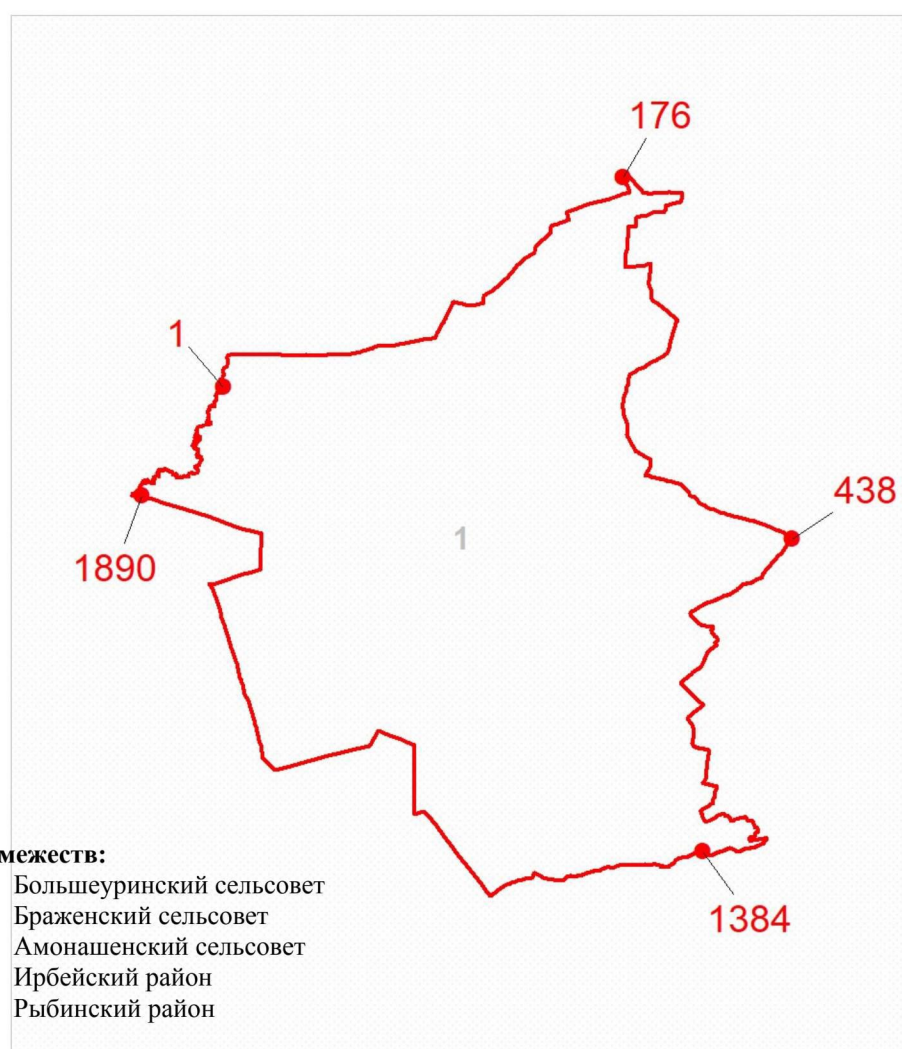 176
1
438
1
1890
межеств:
Большеуринский сельсовет
Браженский сельсовет
1384
Амонашенский сельсовет
Ирбейский район
Рыбинский район